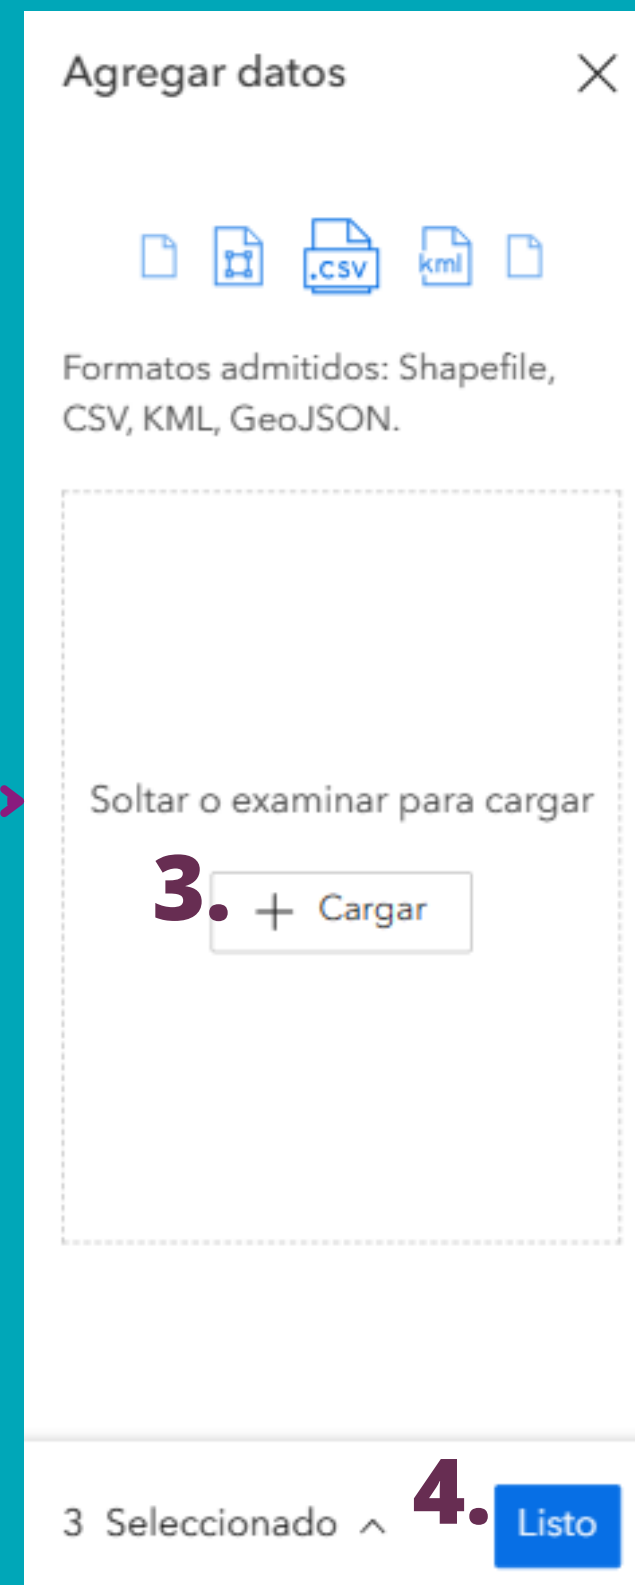 Agregar datos
.csv
kml
Formatos admitidos: Shapefile,
CSV, KML, GeoJSON.
Soltar o examinar para cargar
3.
Cargar
3 Seleccionado
4.
Listo